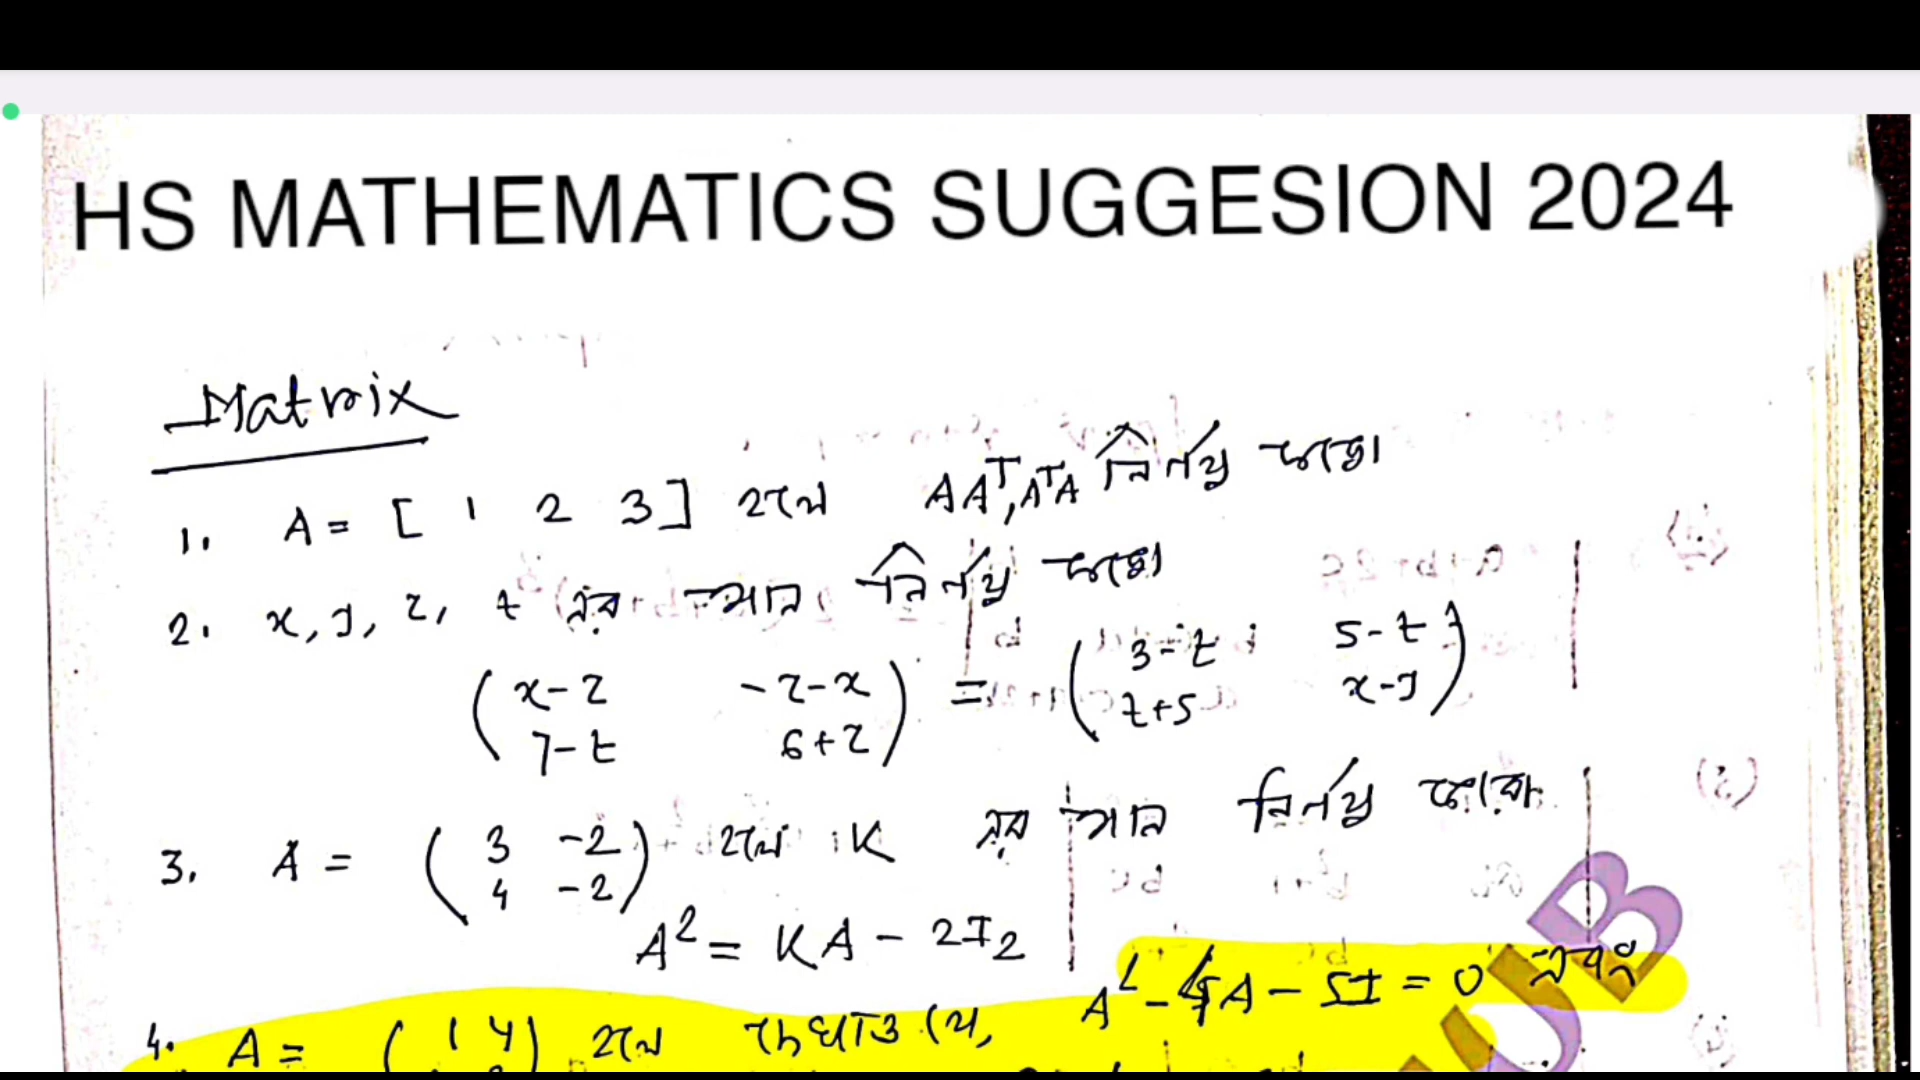 HS MATHEMATICS SUGGESION 2024
Matrix
1. A = [ 1 2 3 ] হলে AAᵀ, AᵀA নির্ণয় করো
2. x, y, z, t এর মান নির্ণয় করো
( x-z -z-x ) = ( 3-t 5-t )
7-t 6+z t+5 x-y
3. A = ( 3 -2 ) হলে K এর মান নির্ণয় করো
4 -2
A² = KA - 2I₂
4. A = ( 1 4 ) হলে দেখাও যে, A² - 4A - 5I = 0 এবং
UB